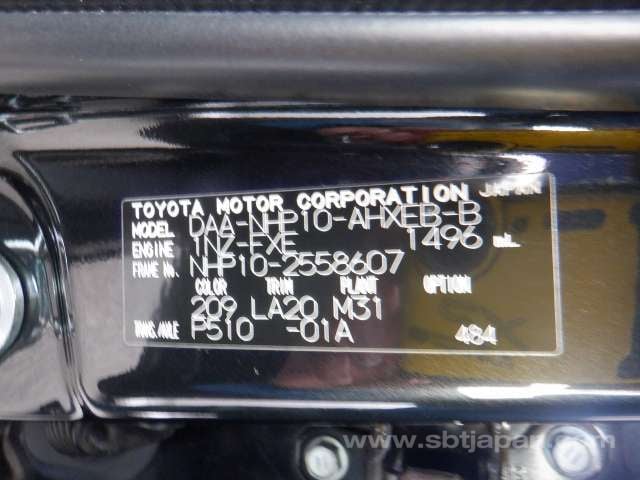 TOYOTA MOTOR CORPORATION JAPAN
MODEL DAA-NHP10-AHXEB-B
ENGINE 1NZ-FXE 1496 mL
FRAME No. NHP10-2558607
COLOR TRIM PLANT OPTION
209 LA20 M31
TRANS.AXLE P510 -01A 484
www.sbtjapan.com